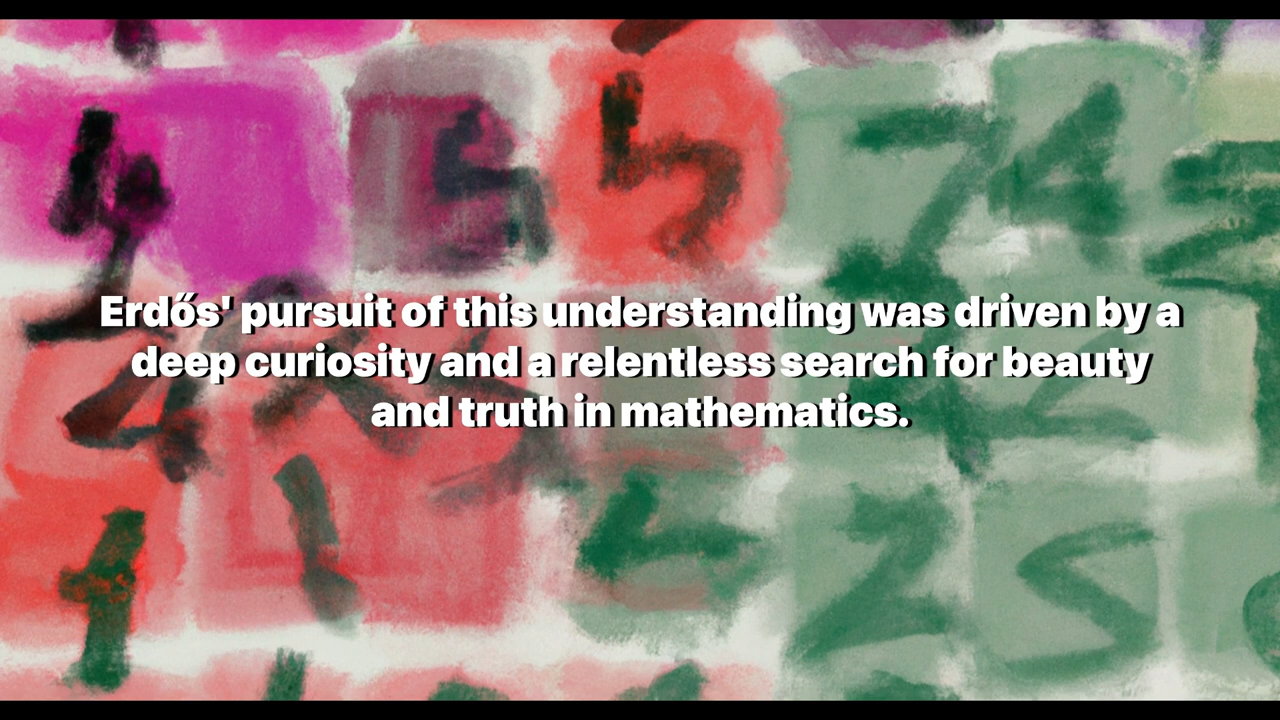 Erdős' pursuit of this understanding was driven by a
deep curiosity and a relentless search for beauty
and truth in mathematics.